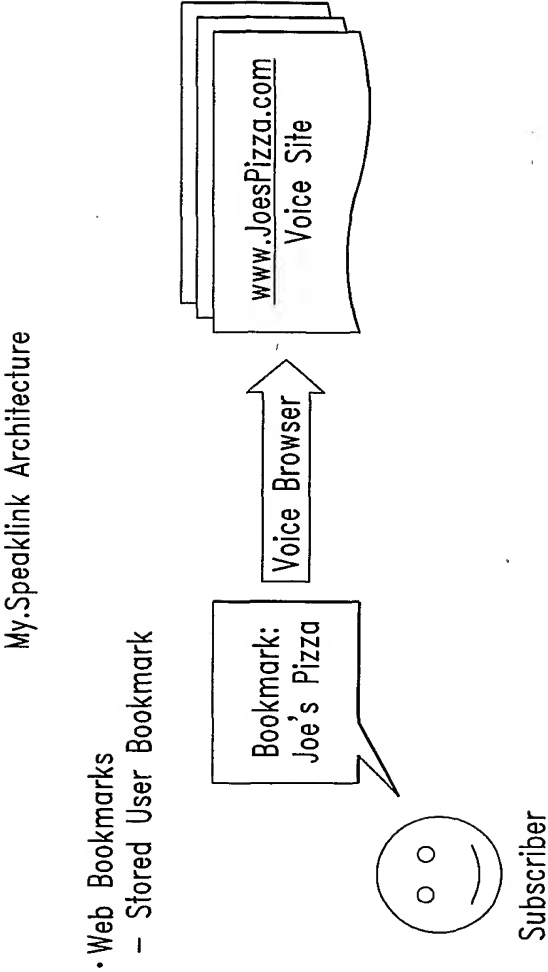 My.Speaklink Architecture
• Web Bookmarks
– Stored User Bookmark
Bookmark:
Joe's Pizza
Voice Browser
www.JoesPizza.com
Voice Site
Subscriber